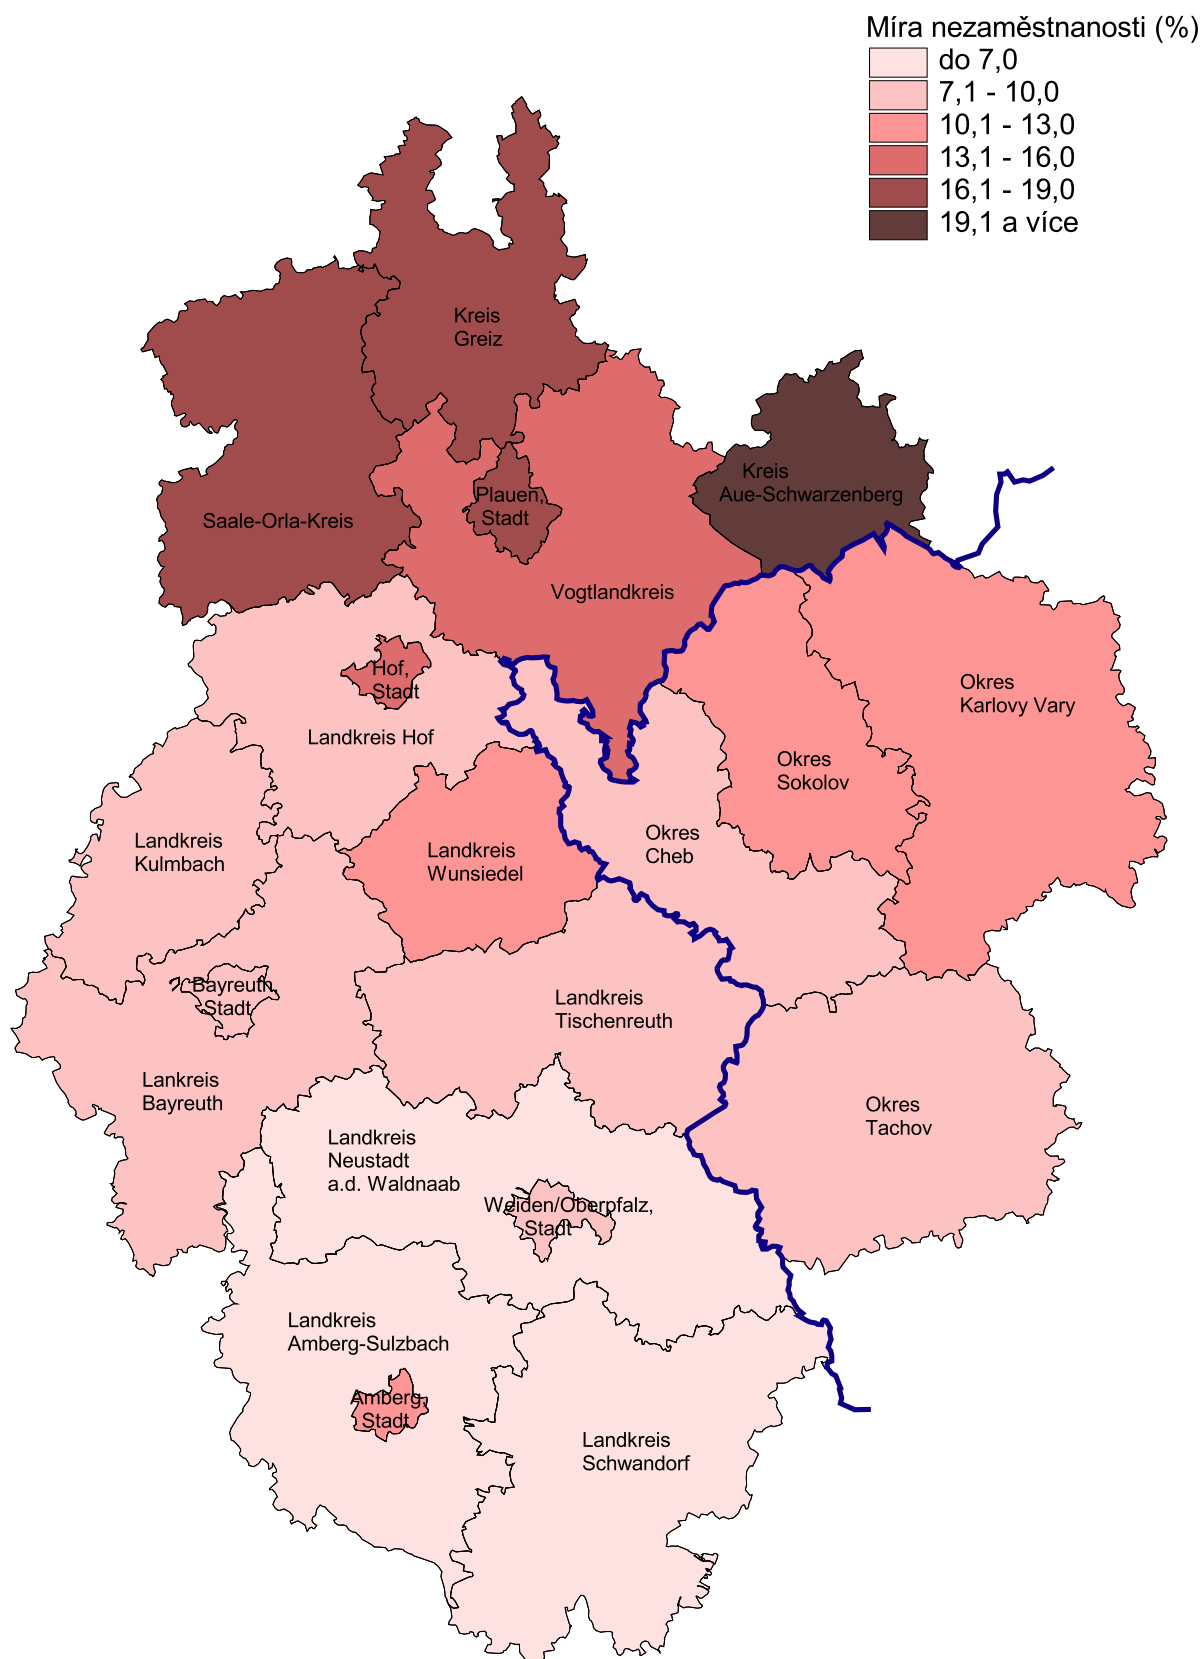 Míra nezaměstnanosti (%)
do 7,0
7,1 - 10,0
10,1 - 13,0
13,1 - 16,0
16,1 - 19,0
19,1 a více
Kreis
Greiz
Kreis
Aue-Schwarzenberg
Plauen,
Stadt
Saale-Orla-Kreis
Vogtlandkreis
Hof,
Stadt
Okres
Karlovy Vary
Landkreis Hof
Okres
Sokolov
Landkreis
Kulmbach
Landkreis
Wunsiedel
Okres
Cheb
Bayreuth,
Stadt
Landkreis
Tischenreuth
Lankreis
Bayreuth
Okres
Tachov
Landkreis
Neustadt
a.d. Waldnaab
Weiden/Oberpfalz,
Stadt
Landkreis
Amberg-Sulzbach
Amberg,
Stadt
Landkreis
Schwandorf